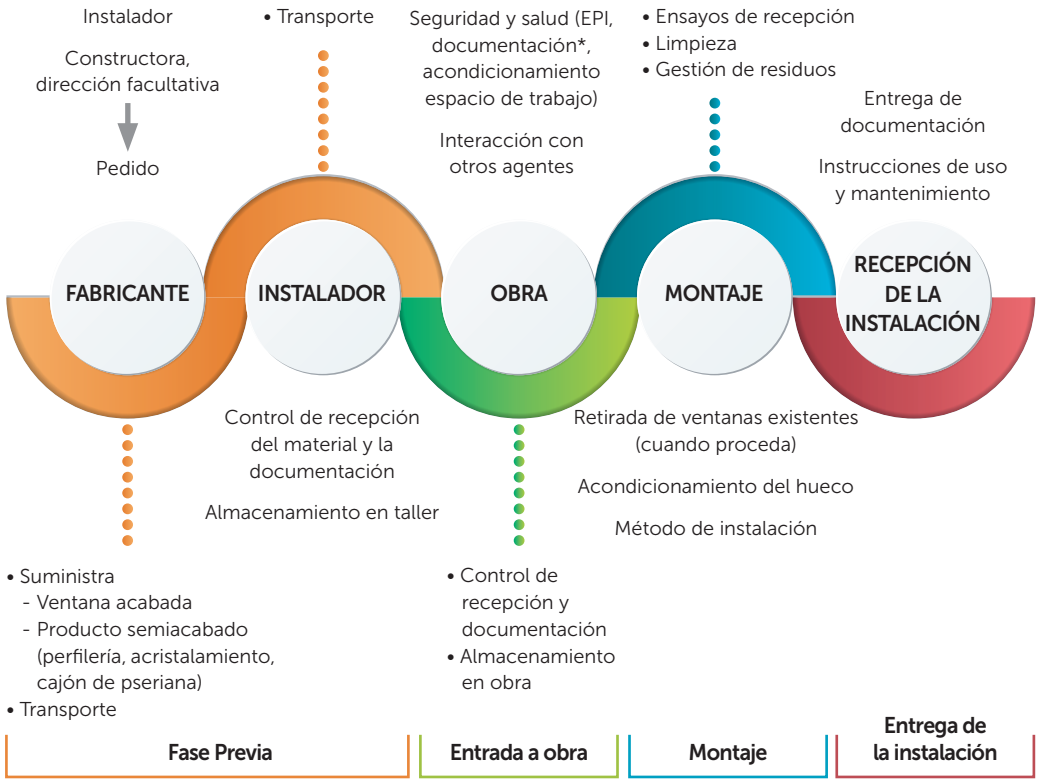 Instalador
Constructora,
dirección facultativa
Pedido
• Transporte
Seguridad y salud (EPI,
documentación*,
acondicionamiento
espacio de trabajo)
Interacción con
otros agentes
• Ensayos de recepción
• Limpieza
• Gestión de residuos
Entrega de
documentación
Instrucciones de uso
y mantenimiento
FABRICANTE
INSTALADOR
OBRA
MONTAJE
RECEPCIÓN
DE LA
INSTALACIÓN
Control de recepción
del material y la
documentación
Almacenamiento en taller
Retirada de ventanas existentes
(cuando proceda)
Acondicionamiento del hueco
Método de instalación
• Suministra
- Ventana acabada
- Producto semiacabado
(perfilería, acristalamiento,
cajón de pseriana)
• Transporte
• Control de
recepción y
documentación
• Almacenamiento
en obra
Fase Previa
Entrada a obra
Montaje
Entrega de
la instalación